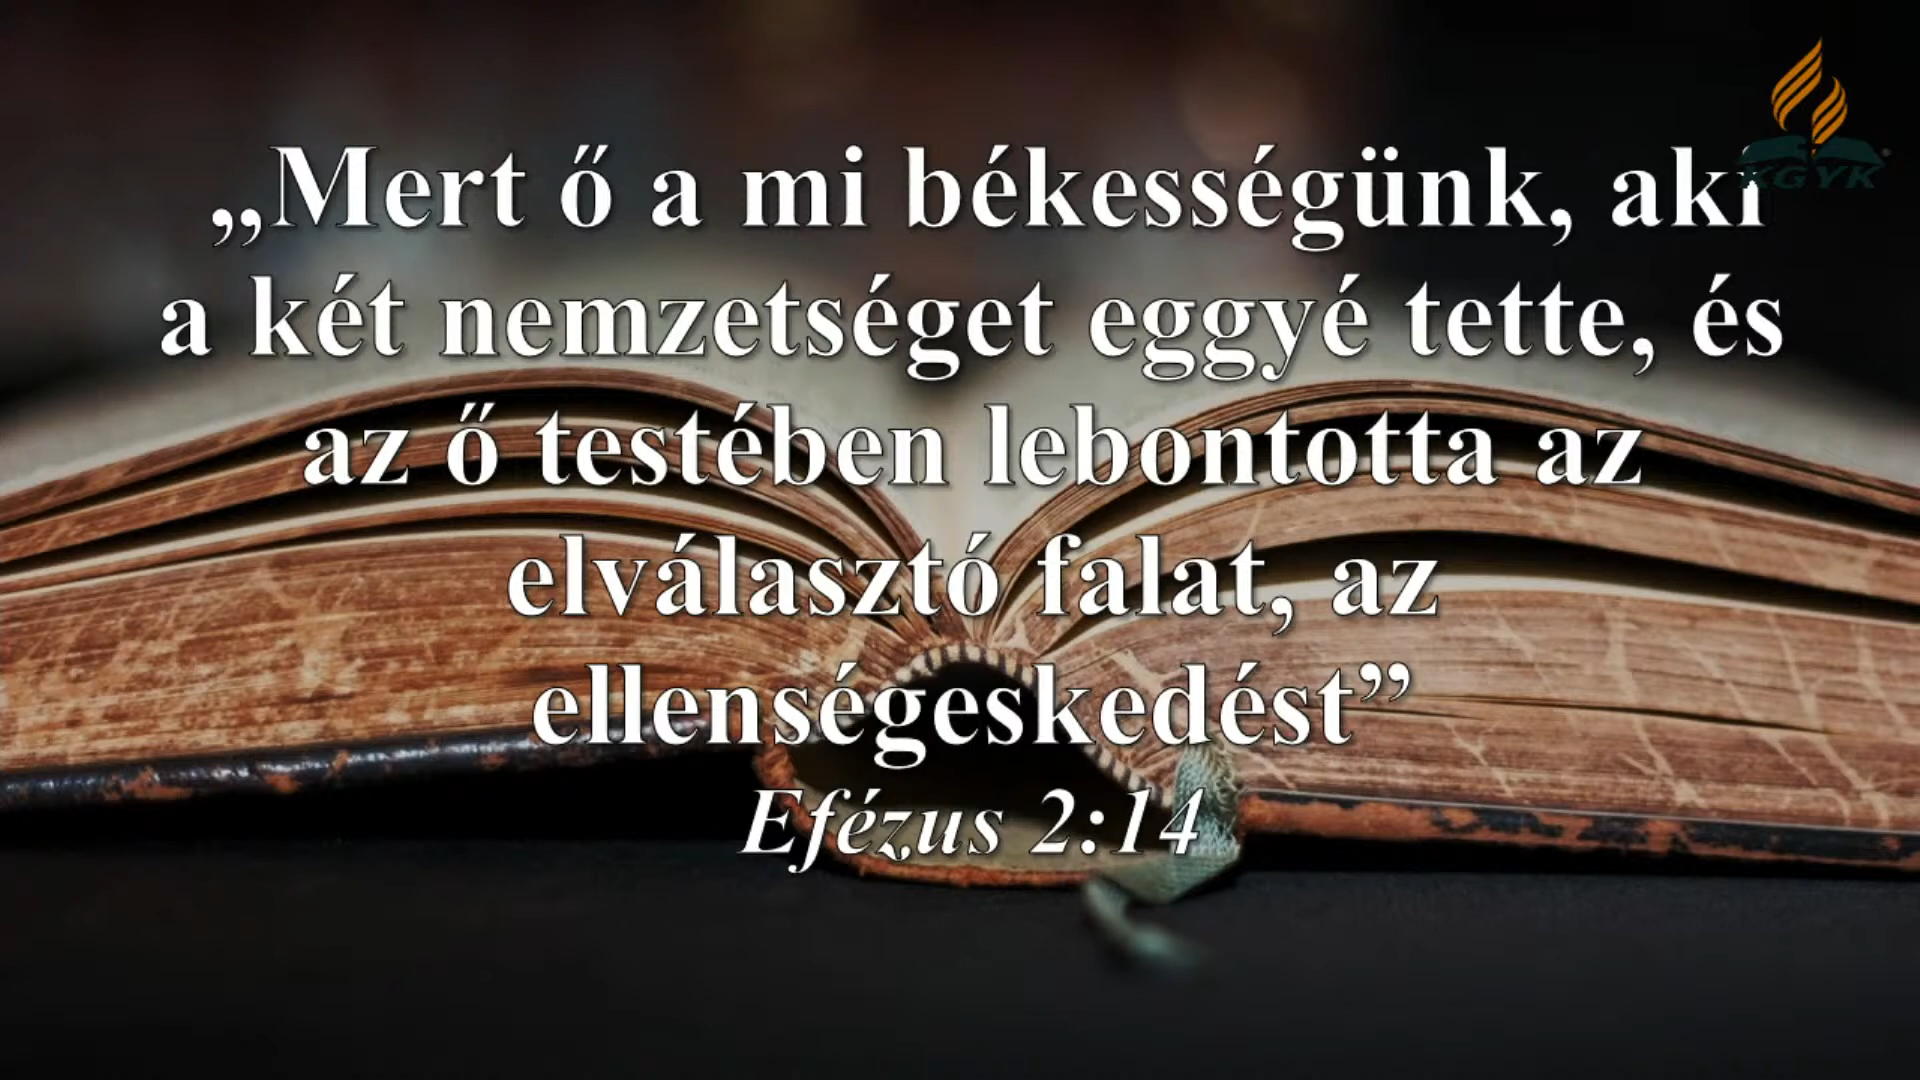 „Mert ő a mi békességünk, aki
a két nemzetséget eggyé tette, és
az ő testében lebontotta az
elválasztó falat, az
ellenségeskedést”
Efézus 2:14
KGYK